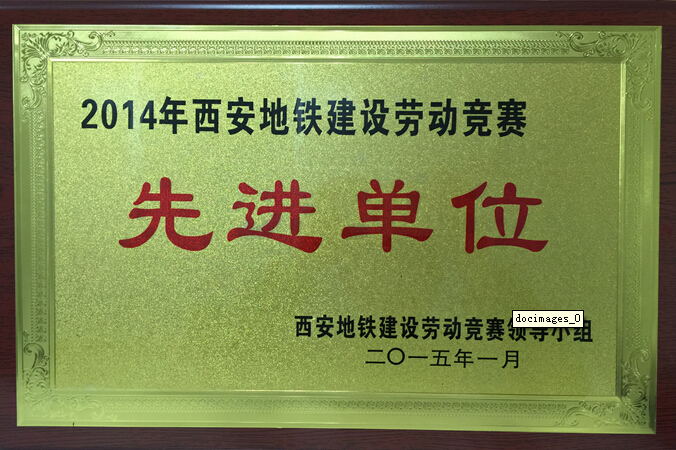 2014年西安地铁建设劳动竞赛
先进单位
docimages_0
西安地铁建设劳动竞赛领导小组
二〇一五年一月